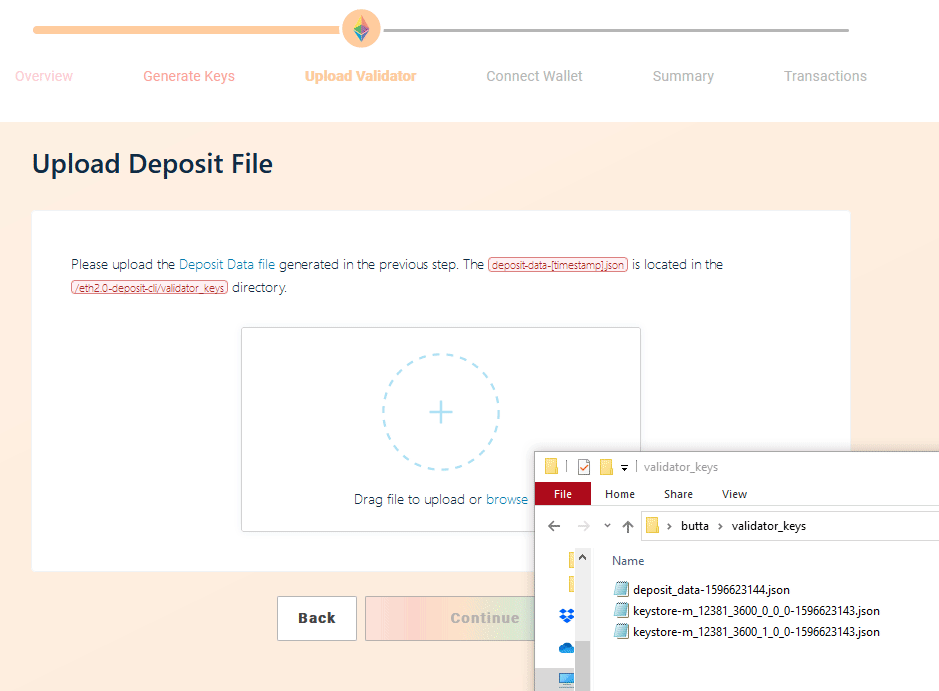 Overview Generate Keys Upload Validator Connect Wallet Summary Transactions
Upload Deposit File
Please upload the Deposit Data file generated in the previous step. The deposit-data-[timestamp].json is located in the
/eth2.0-deposit-cli/validator_keys directory.
Drag file to upload or browse
Back Continue
validator_keys
File Home Share View
butta validator_keys
Name
deposit_data-1596623144.json
keystore-m_12381_3600_0_0_0-1596623143.json
keystore-m_12381_3600_1_0_0-1596623143.json